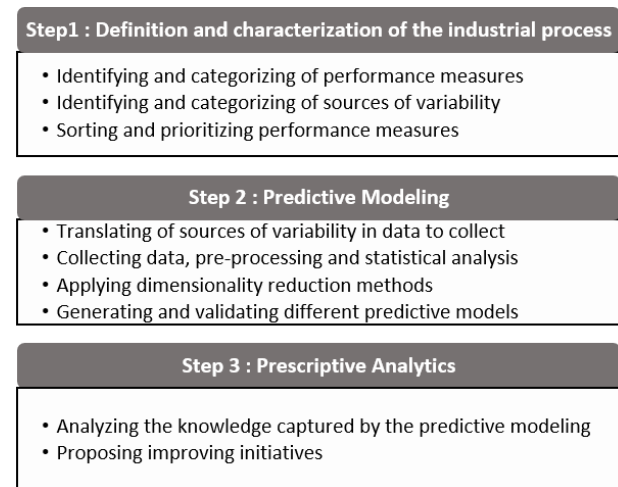 Step1 : Definition and characterization of the industrial process
• Identifying and categorizing of performance measures
• Identifying and categorizing of sources of variability
• Sorting and prioritizing performance measures
Step 2 : Predictive Modeling
• Translating of sources of variability in data to collect
• Collecting data, pre-processing and statistical analysis
• Applying dimensionality reduction methods
• Generating and validating different predictive models
Step 3 : Prescriptive Analytics
• Analyzing the knowledge captured by the predictive modeling
• Proposing improving initiatives